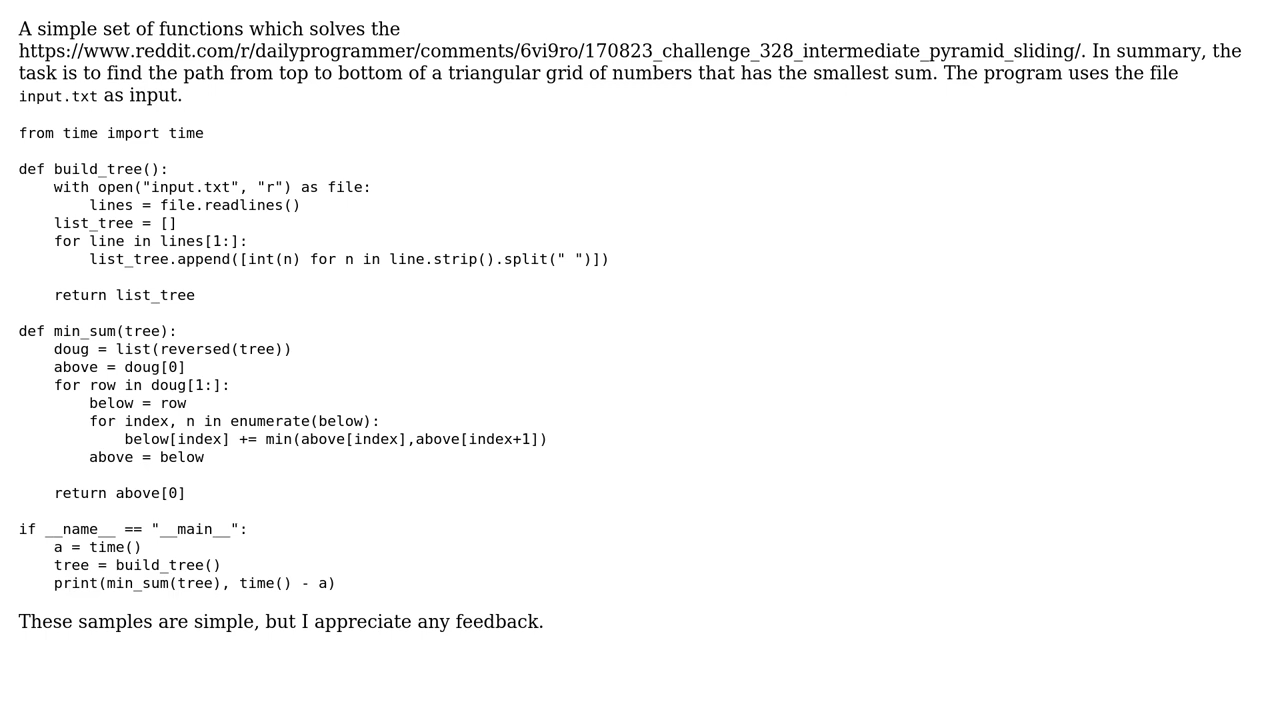 A simple set of functions which solves the
https://www.reddit.com/r/dailyprogrammer/comments/6vi9ro/170823_challenge_328_intermediate_pyramid_sliding/. In summary, the
task is to find the path from top to bottom of a triangular grid of numbers that has the smallest sum. The program uses the file
input.txt as input.

from time import time

def build_tree():
    with open("input.txt", "r") as file:
        lines = file.readlines()
    list_tree = []
    for line in lines[1:]:
        list_tree.append([int(n) for n in line.strip().split(" ")])

    return list_tree

def min_sum(tree):
    doug = list(reversed(tree))
    above = doug[0]
    for row in doug[1:]:
        below = row
        for index, n in enumerate(below):
            below[index] += min(above[index],above[index+1])
        above = below

    return above[0]

if __name__ == "__main__":
    a = time()
    tree = build_tree()
    print(min_sum(tree), time() - a)

These samples are simple, but I appreciate any feedback.